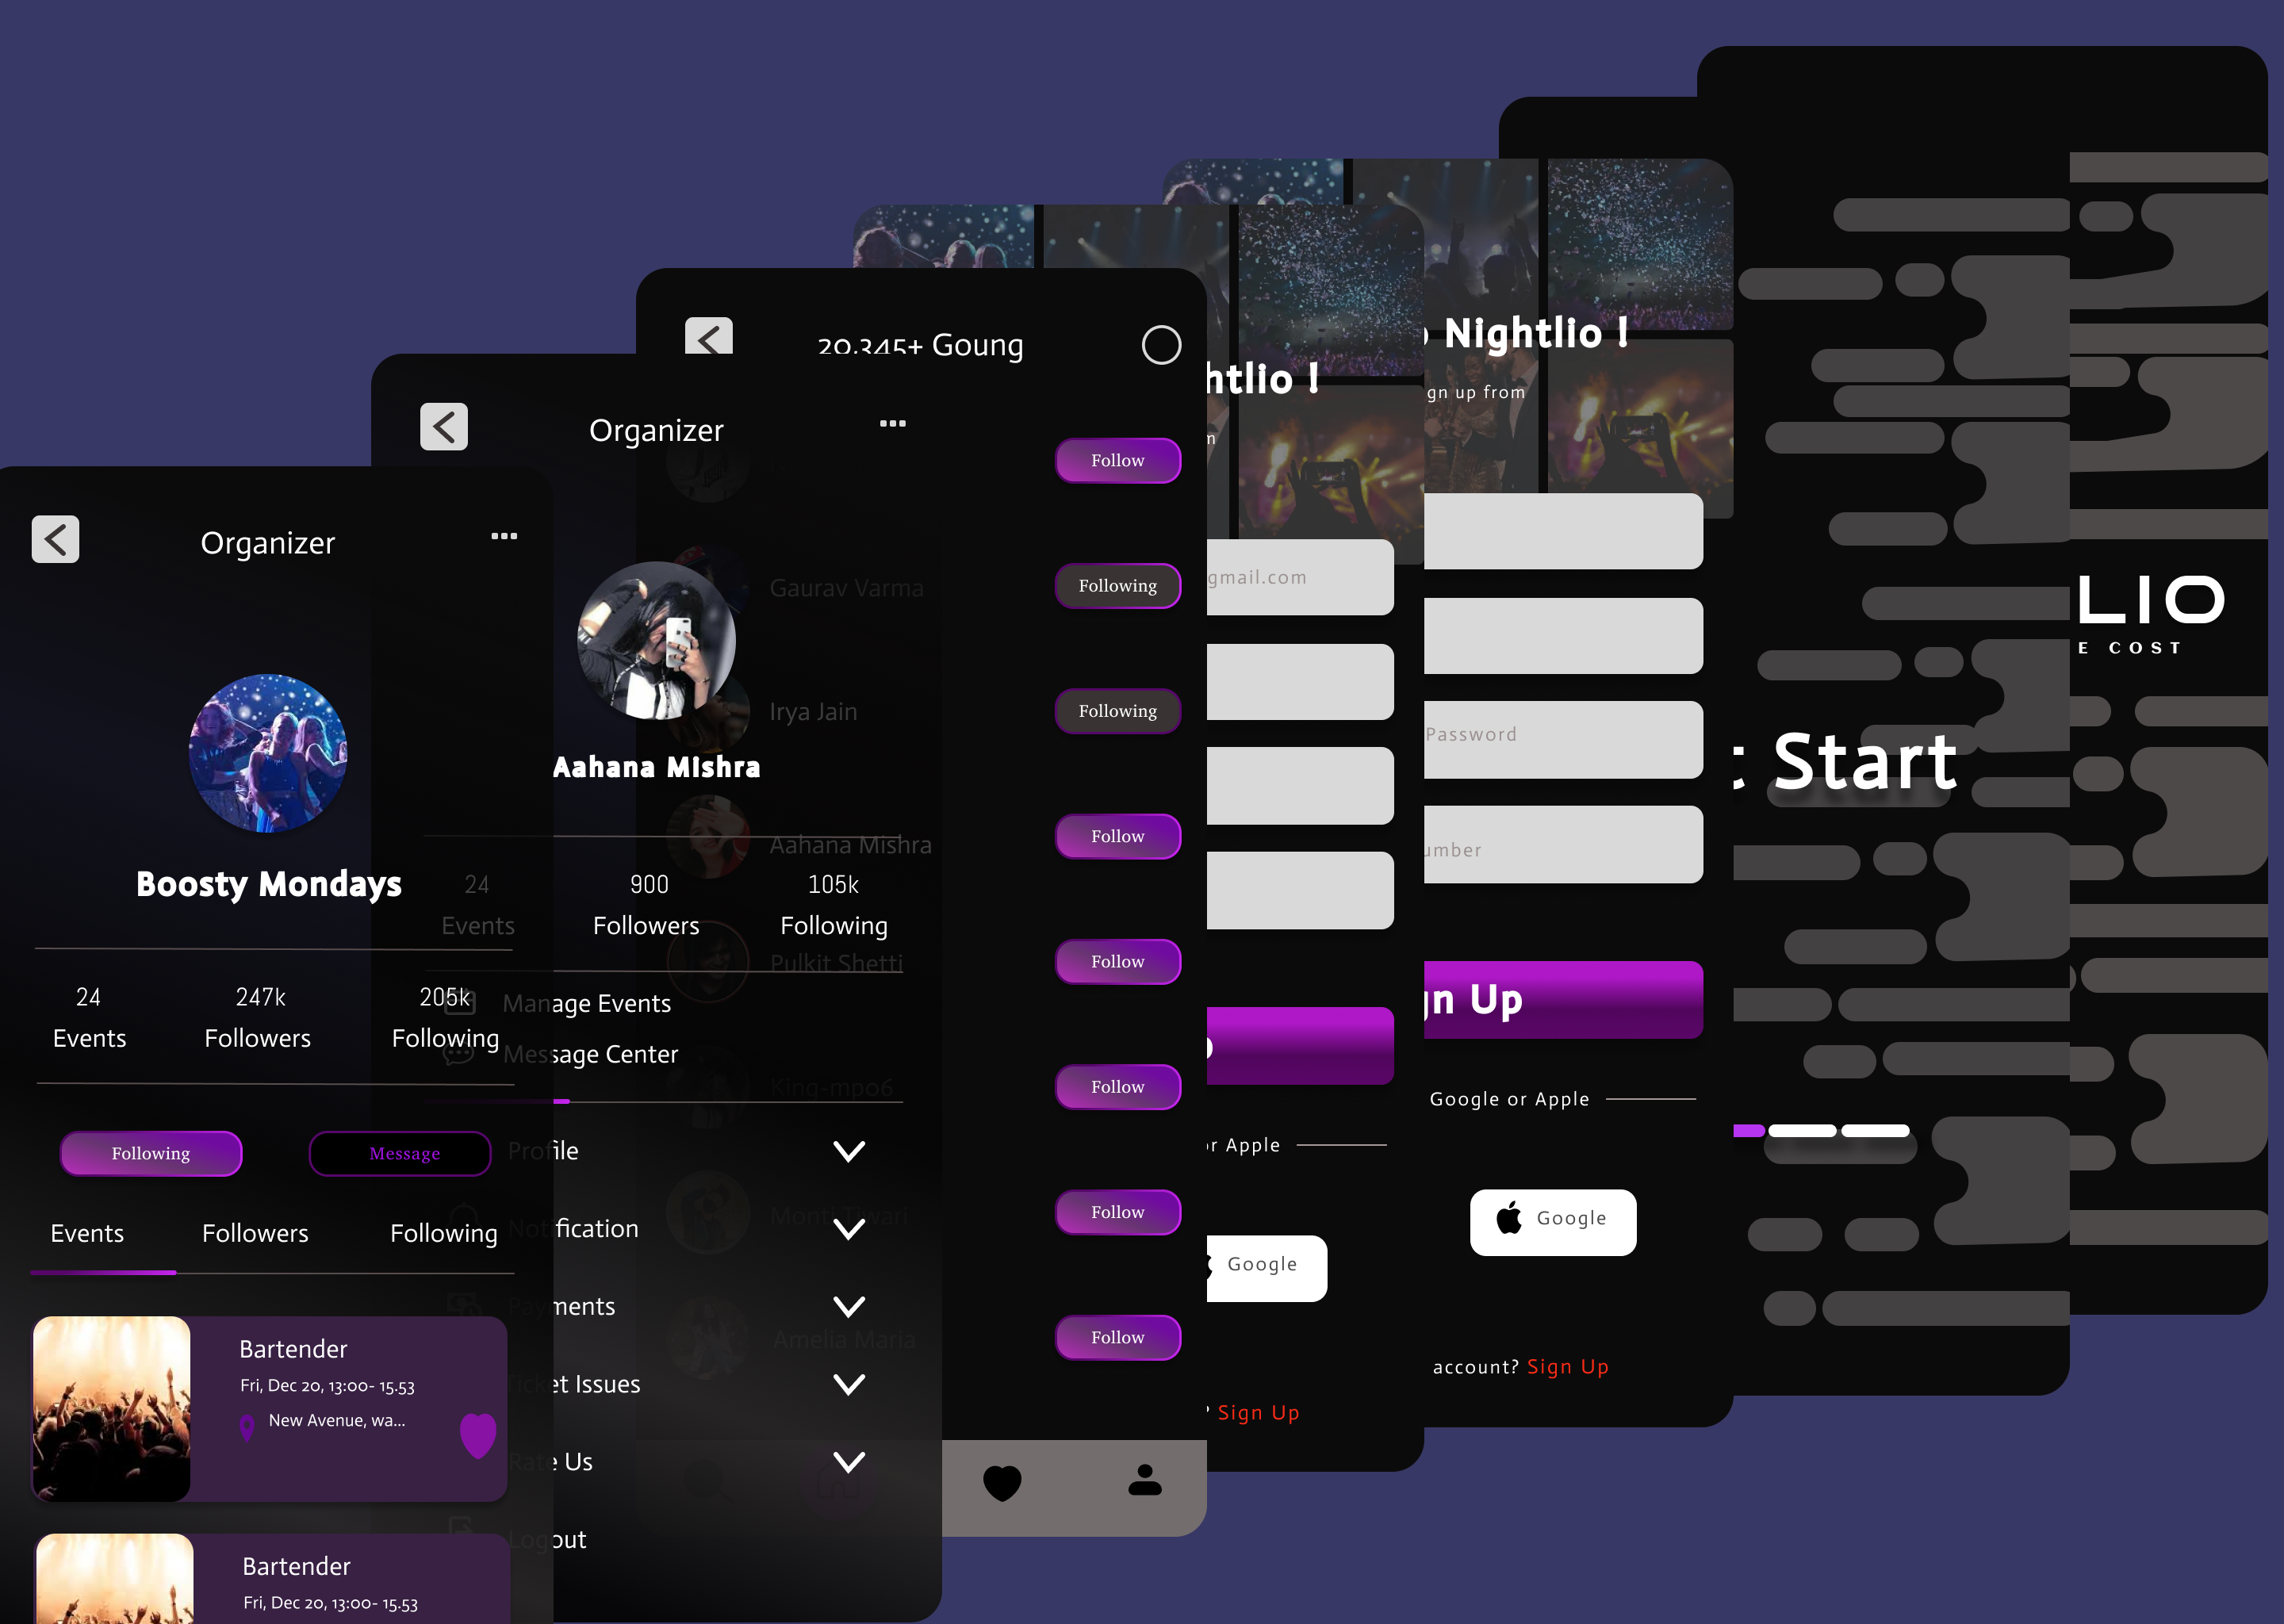 Organizer
Boosty Mondays
24
247k
205k
Events
Followers
Following
Following
Message
Events
Followers
Following
Bartender
Fri, Dec 20, 13:00- 15.53
New Avenue, wa...
Bartender
Fri, Dec 20, 13:00- 15.53
Organizer
Aahana Mishra
24
900
105k
Events
Followers
Following
Manage Events
Message Center
Profile
Notification
Payments
Ticket Issues
Rate Us
Logout
20,345+ Goung
Follow
Gaurav Varma
Following
Irya Jain
Following
Aahana Mishra
Follow
Pulkit Shetti
Follow
King-mpo6
Follow
Monti Tiwari
Follow
Amelia Maria
Follow
htlio !
m
gmail.com
or Apple
Google
? Sign Up
Nightlio !
gn up from
Password
umber
gn Up
Google or Apple
Google
account? Sign Up
t Start
LIO
E COST